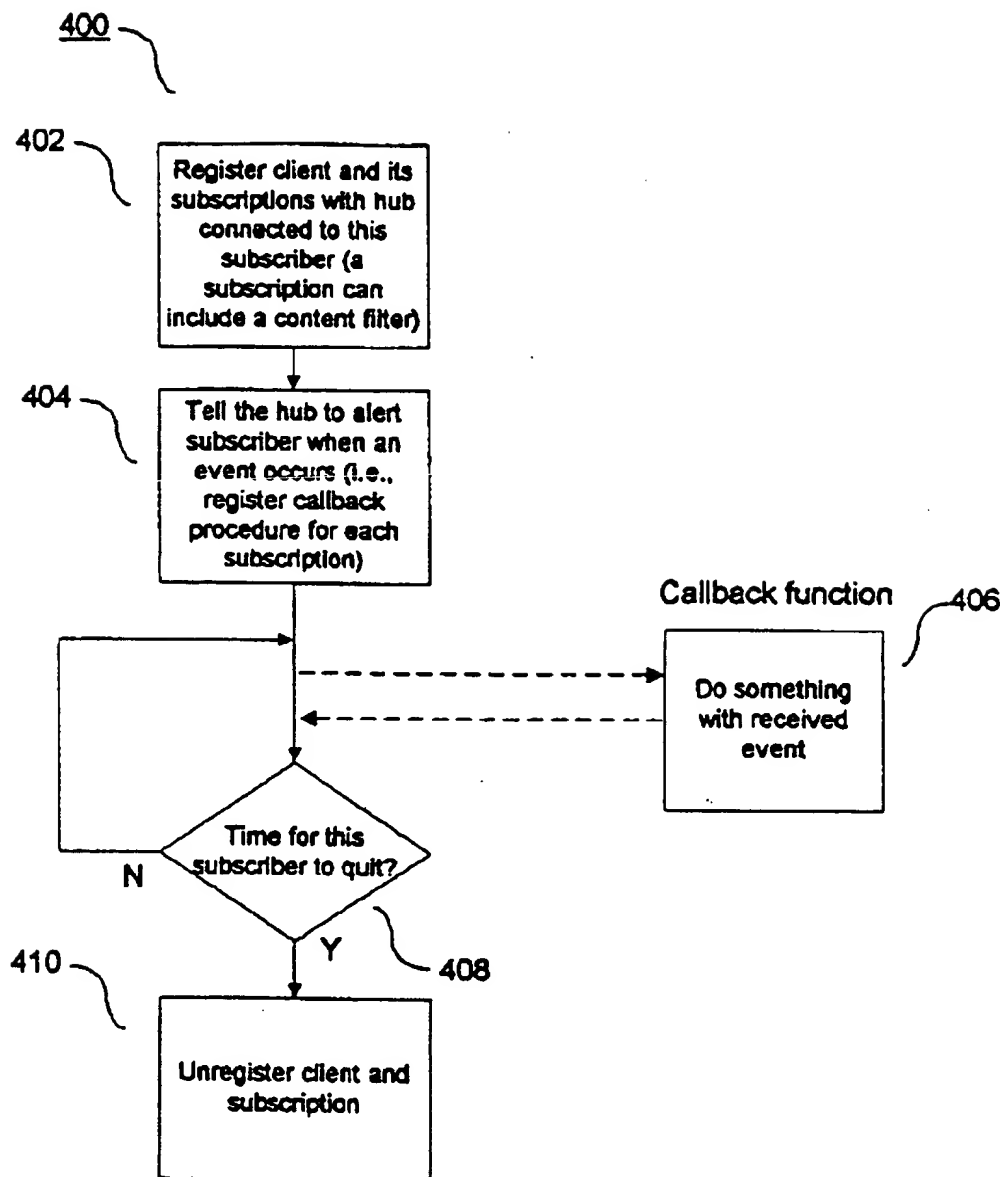 400
402
Register client and its
subscriptions with hub
connected to this
subscriber (a
subscription can
include a content filter)
404
Tell the hub to alert
subscriber when an
event occurs (i.e.,
register callback
procedure for each
subscription)
Callback function
406
Do something
with received
event
Time for this
subscriber to quit?
N
Y
408
410
Unregister client and
subscription